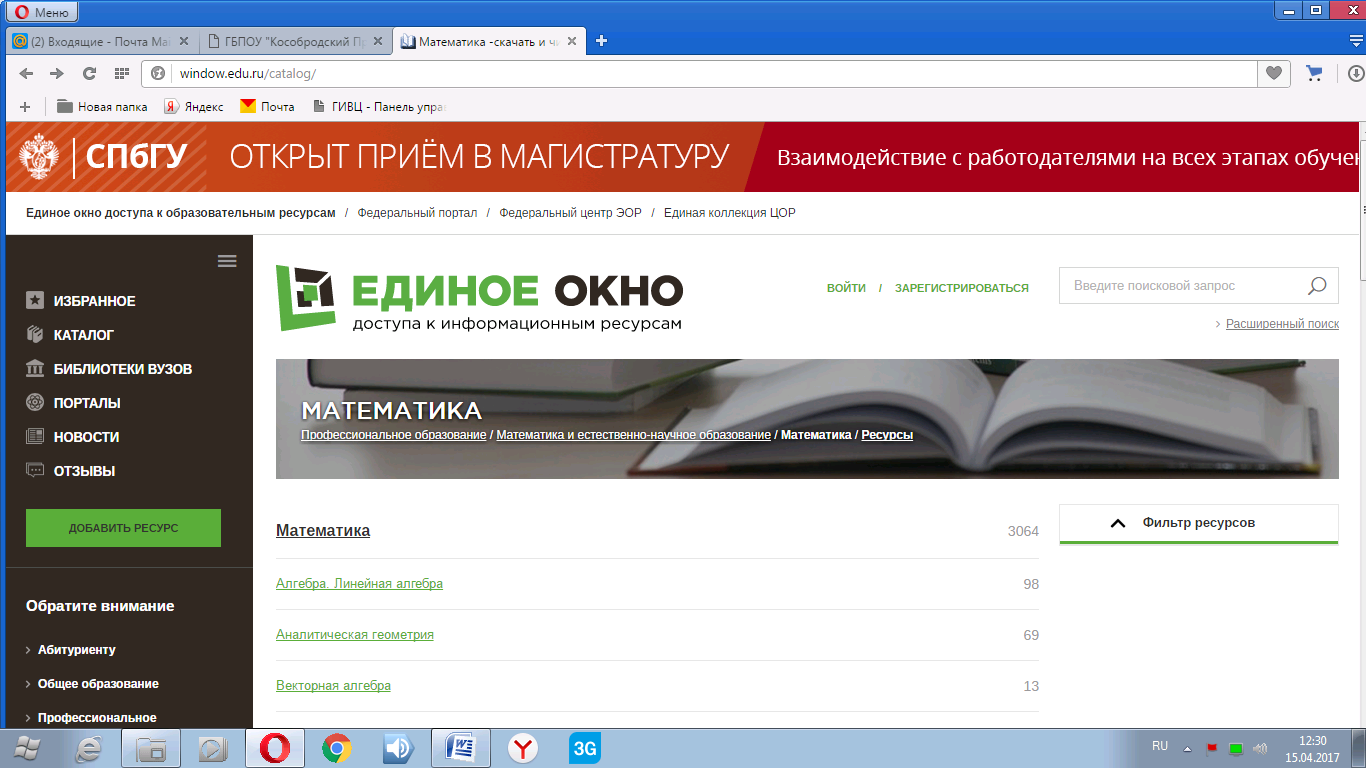 Меню
(2) Входящие - Почта Ma
ГБПОУ "Кособродский П
Математика -скачать и чи
window.edu.ru/catalog/
Новая папка
Яндекс
Почта
ГИВЦ - Панель упра
СПбГУ
ОТКРЫТ ПРИЁМ В МАГИСТРАТУРУ
Взаимодействие с работодателями на всех этапах обучен
Единое окно доступа к образовательным ресурсам / Федеральный портал / Федеральный центр ЭОР / Единая коллекция ЦОР
ИЗБРАННОЕ
КАТАЛОГ
БИБЛИОТЕКИ ВУЗОВ
ПОРТАЛЫ
НОВОСТИ
ОТЗЫВЫ
ДОБАВИТЬ РЕСУРС
Обратите внимание
Абитуриенту
Общее образование
Профессиональное
ЕДИНОЕ ОКНО
доступа к информационным ресурсам
ВОЙТИ / ЗАРЕГИСТРИРОВАТЬСЯ
Введите поисковой запрос
Расширенный поиск
МАТЕМАТИКА
Профессиональное образование / Математика и естественно-научное образование / Математика / Ресурсы
Математика 3064
Алгебра. Линейная алгебра 98
Аналитическая геометрия 69
Векторная алгебра 13
Фильтр ресурсов
3G
RU
12:30
15.04.2017